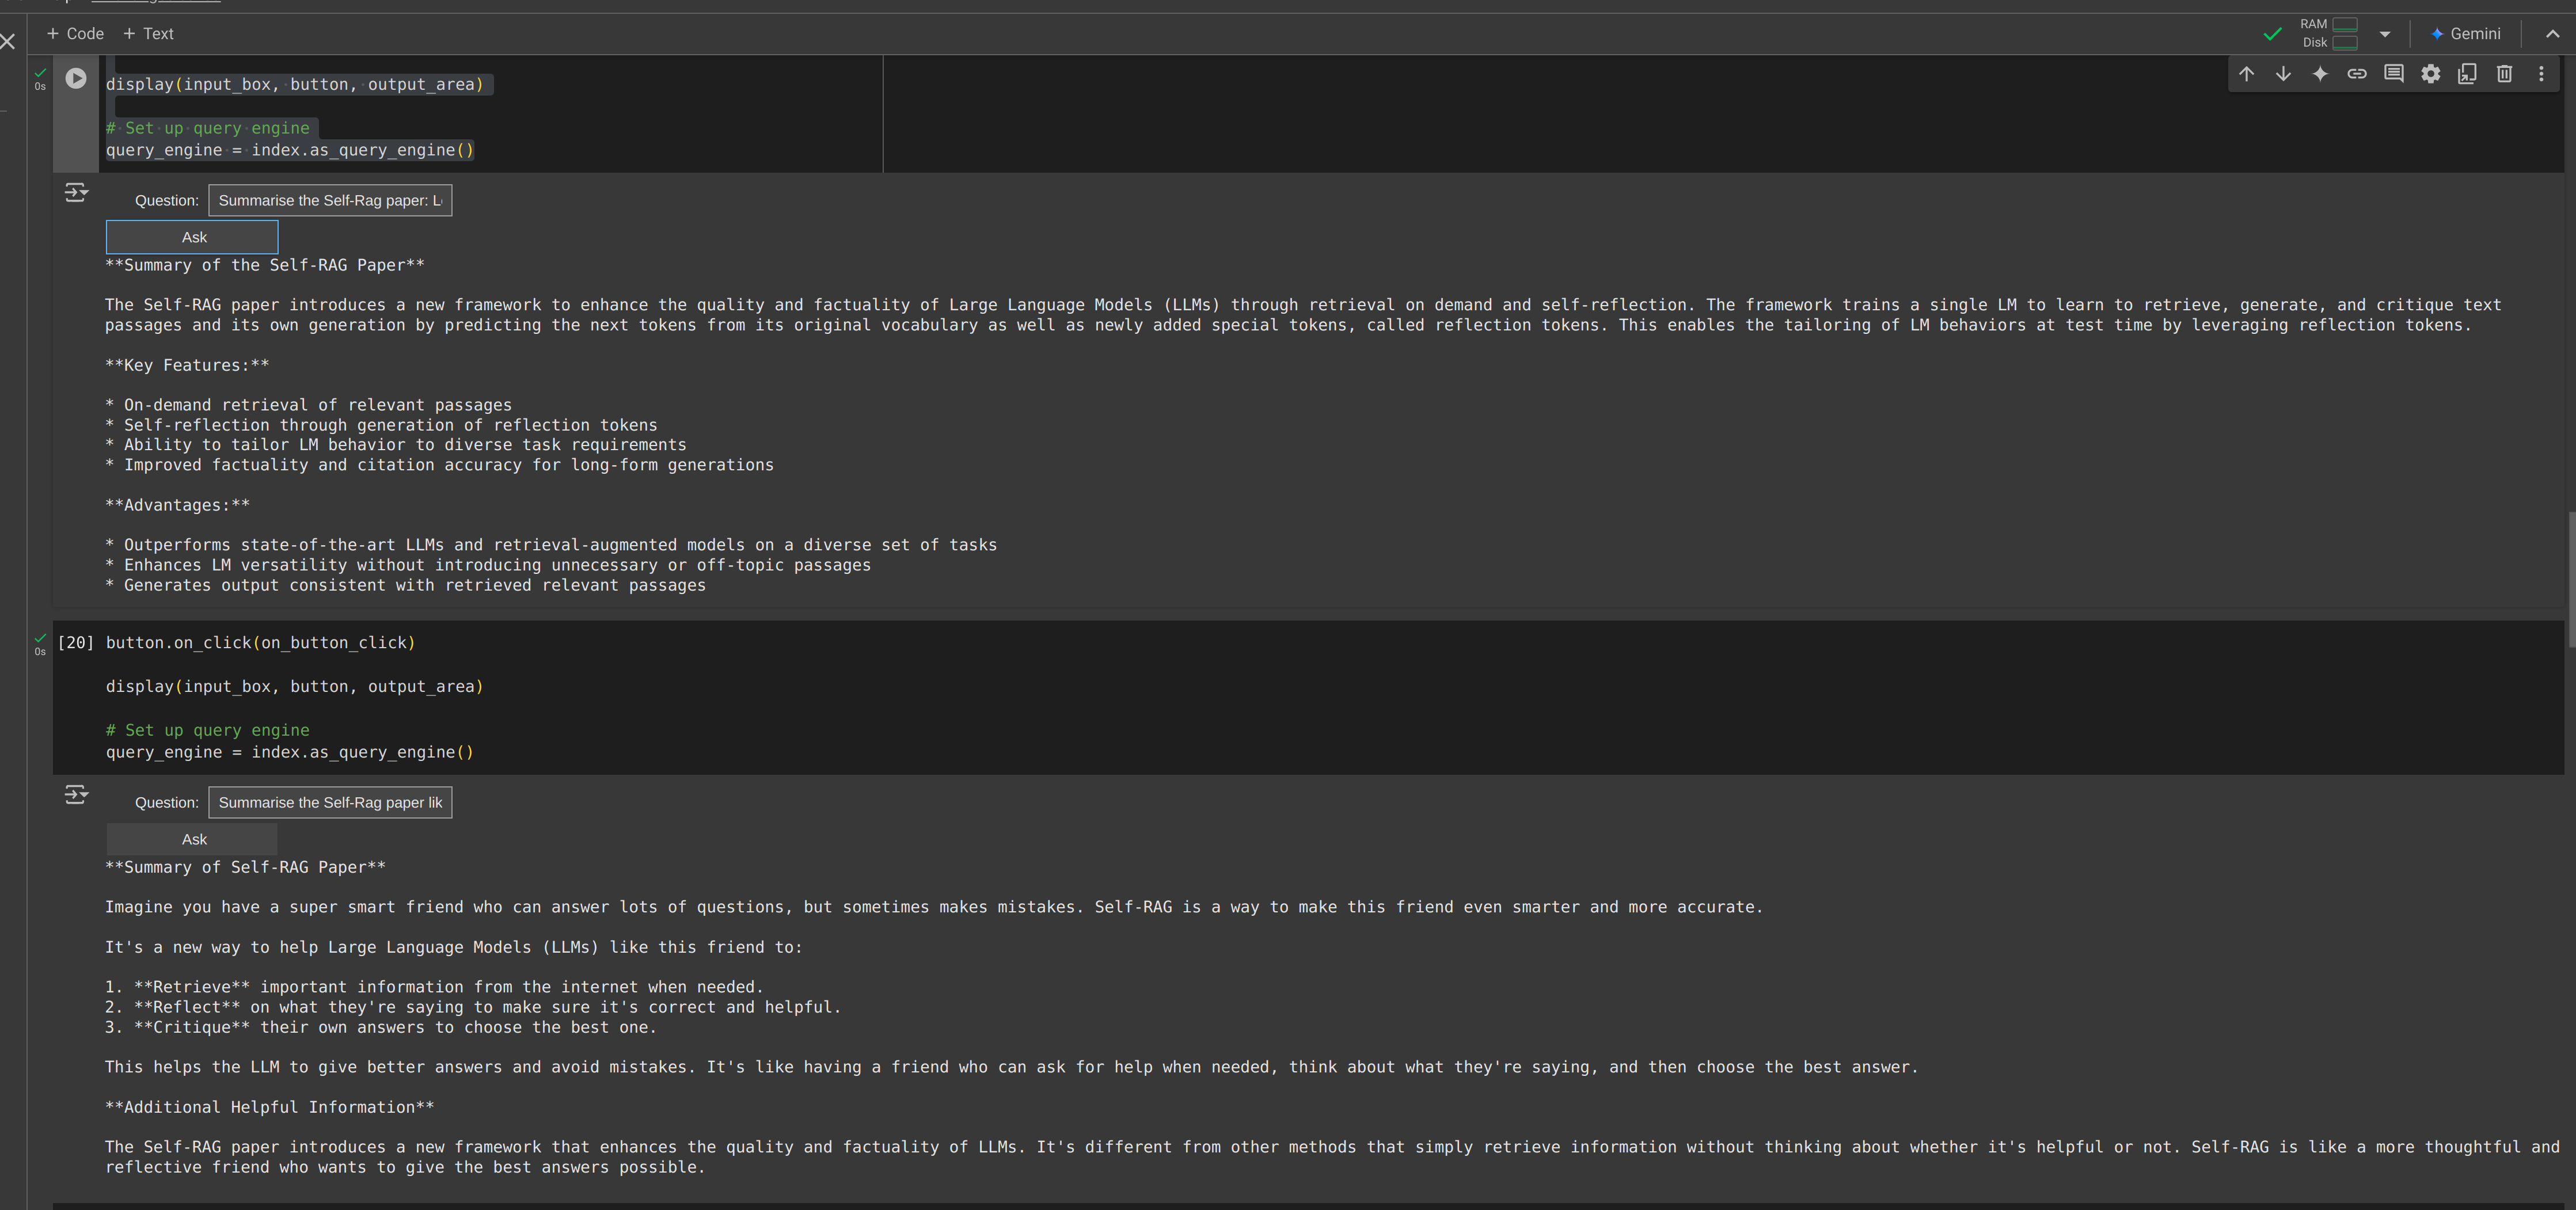 + Code + Text
RAM
Disk
Gemini
0s
display(input_box, button, output_area)
# Set up query engine
query_engine = index.as_query_engine()
Question: Summarise the Self-Rag paper:
Ask
**Summary of the Self-RAG Paper**
The Self-RAG paper introduces a new framework to enhance the quality and factuality of Large Language Models (LLMs) through retrieval on demand and self-reflection. The framework trains a single LM to learn to retrieve, generate, and critique text
passages and its own generation by predicting the next tokens from its original vocabulary as well as newly added special tokens, called reflection tokens. This enables the tailoring of LM behaviors at test time by leveraging reflection tokens.
**Key Features:**
* On-demand retrieval of relevant passages
* Self-reflection through generation of reflection tokens
* Ability to tailor LM behavior to diverse task requirements
* Improved factuality and citation accuracy for long-form generations
**Advantages:**
* Outperforms state-of-the-art LLMs and retrieval-augmented models on a diverse set of tasks
* Enhances LM versatility without introducing unnecessary or off-topic passages
* Generates output consistent with retrieved relevant passages
0s
[20] button.on_click(on_button_click)
display(input_box, button, output_area)
# Set up query engine
query_engine = index.as_query_engine()
Question: Summarise the Self-Rag paper lik
Ask
**Summary of Self-RAG Paper**
Imagine you have a super smart friend who can answer lots of questions, but sometimes makes mistakes. Self-RAG is a way to make this friend even smarter and more accurate.
It's a new way to help Large Language Models (LLMs) like this friend to:
1. **Retrieve** important information from the internet when needed.
2. **Reflect** on what they're saying to make sure it's correct and helpful.
3. **Critique** their own answers to choose the best one.
This helps the LLM to give better answers and avoid mistakes. It's like having a friend who can ask for help when needed, think about what they're saying, and then choose the best answer.
**Additional Helpful Information**
The Self-RAG paper introduces a new framework that enhances the quality and factuality of LLMs. It's different from other methods that simply retrieve information without thinking about whether it's helpful or not. Self-RAG is like a more thoughtful and
reflective friend who wants to give the best answers possible.